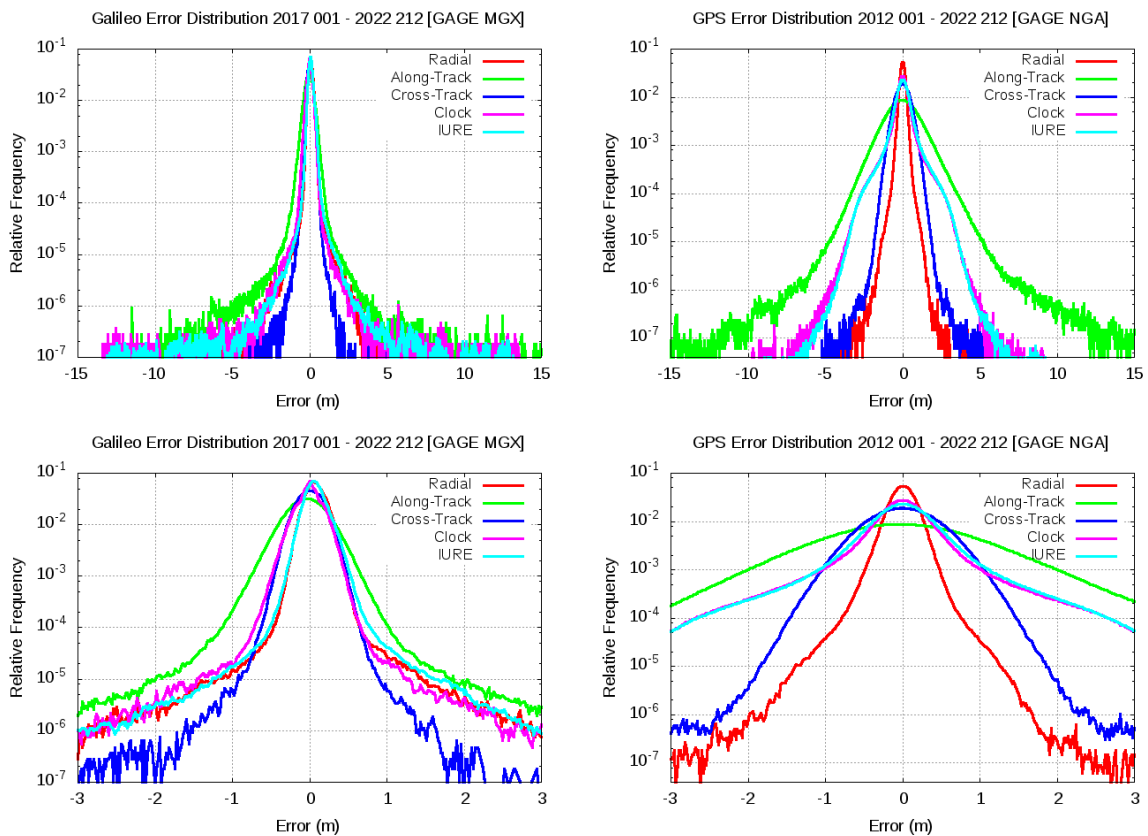 Galileo Error Distribution 2017 001 - 2022 212 [GAGE MGX]
Relative Frequency
10-1
10-2
10-3
10-4
10-5
10-6
10-7
Radial
Along-Track
Cross-Track
Clock
IURE
-15 -10 -5 0 5 10 15
Error (m)
GPS Error Distribution 2012 001 - 2022 212 [GAGE NGA]
Relative Frequency
10-1
10-2
10-3
10-4
10-5
10-6
10-7
Radial
Along-Track
Cross-Track
Clock
IURE
-15 -10 -5 0 5 10 15
Error (m)
Galileo Error Distribution 2017 001 - 2022 212 [GAGE MGX]
Relative Frequency
10-1
10-2
10-3
10-4
10-5
10-6
10-7
Radial
Along-Track
Cross-Track
Clock
IURE
-3 -2 -1 0 1 2 3
Error (m)
GPS Error Distribution 2012 001 - 2022 212 [GAGE NGA]
Relative Frequency
10-1
10-2
10-3
10-4
10-5
10-6
10-7
Radial
Along-Track
Cross-Track
Clock
IURE
-3 -2 -1 0 1 2 3
Error (m)